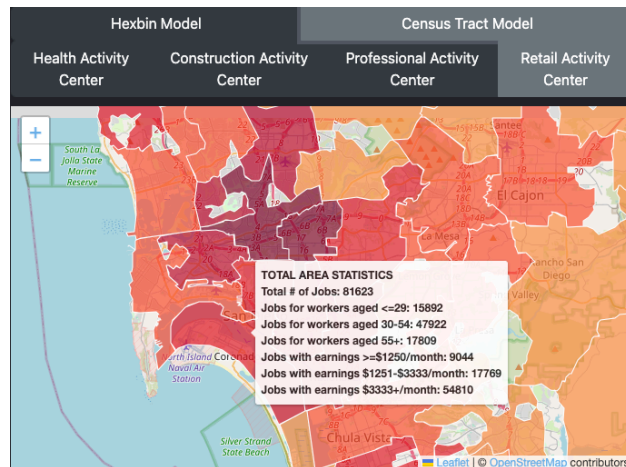 Hexbin Model
Census Tract Model
Health Activity
Center
Construction Activity
Center
Professional Activity
Center
Retail Activity
Center
+
−
South La
Jolla State
Marine
Reserve
Santee
El Cajon
La Mesa
San
Diego
Valley
TOTAL AREA STATISTICS
Total # of Jobs: 81623
Jobs for workers aged <=29: 15892
Jobs for workers aged 30-54: 47922
Jobs for workers aged 55+: 17809
Jobs with earnings >=$1250/month: 9044
Jobs with earnings $1251-$3333/month: 17769
Jobs with earnings $3333+/month: 54810
North Island
Naval Air
Station
Coronad
Silver Strand
State Beach
Chula Vista
Leaflet | © OpenStreetMap contributors